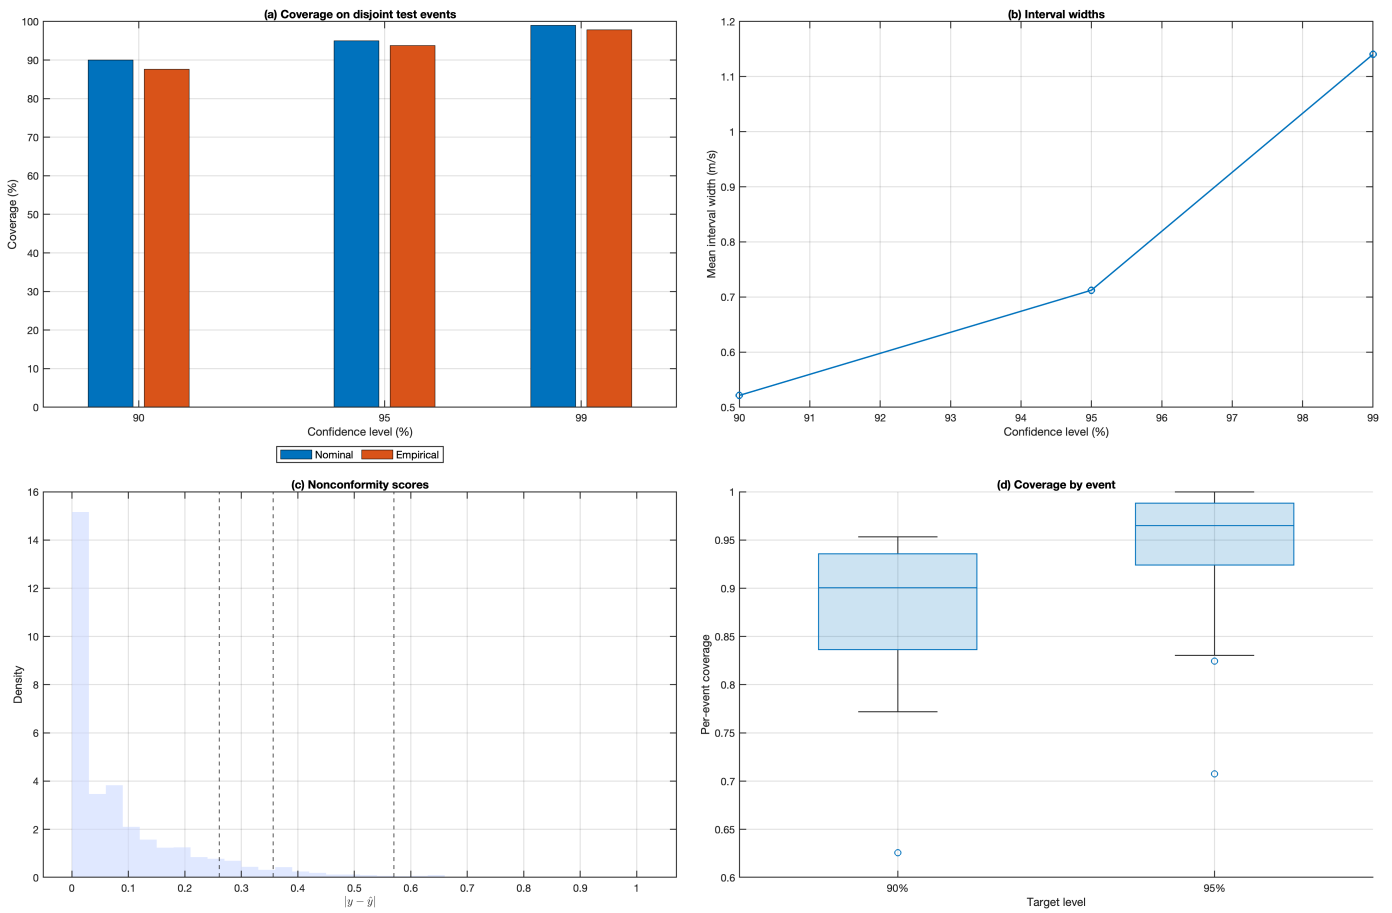 (a) Coverage on disjoint test events
100
90
80
70
60
50
40
30
20
10
0
Coverage (%)
90 95 99
Confidence level (%)
Nominal Empirical
(b) Interval widths
1.2
1.1
1
0.9
0.8
0.7
0.6
0.5
Mean interval width (m/s)
90 91 92 93 94 95 96 97 98 99
Confidence level (%)
(c) Nonconformity scores
16
14
12
10
8
6
4
2
0
Density
0 0.1 0.2 0.3 0.4 0.5 0.6 0.7 0.8 0.9 1
|y − ŷ|
(d) Coverage by event
1
0.95
0.9
0.85
0.8
0.75
0.7
0.65
0.6
Per-event coverage
90% 95%
Target level